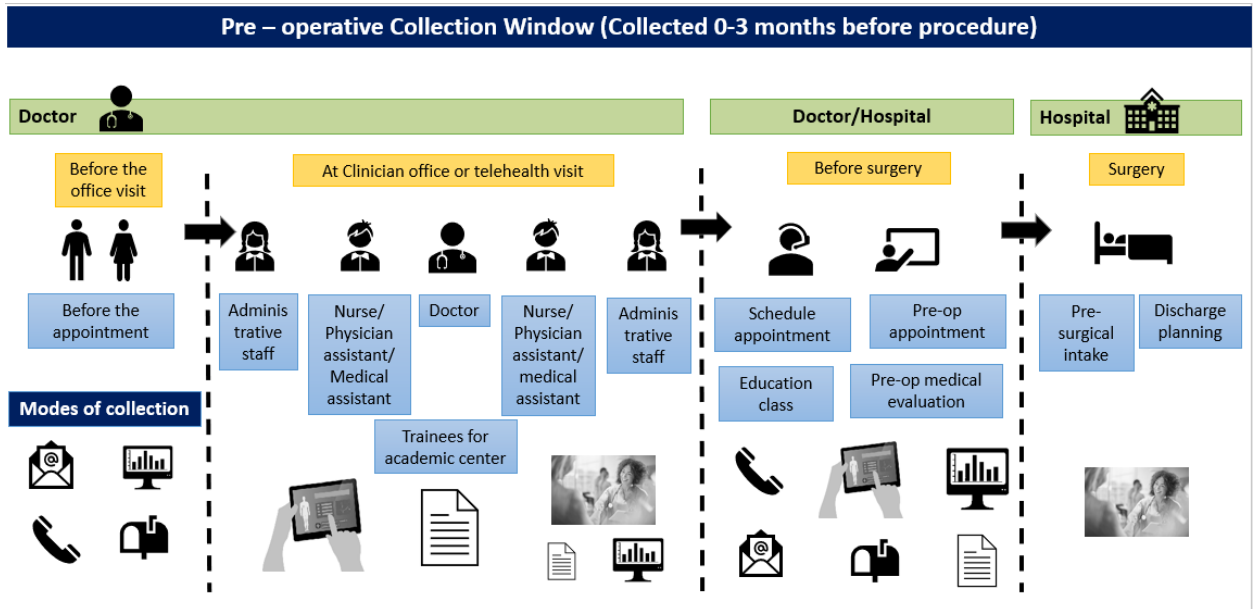 Pre – operative Collection Window (Collected 0-3 months before procedure)
Doctor
Doctor/Hospital
Hospital
Before the
office visit
At Clinician office or telehealth visit
Before surgery
Surgery
Before the
appointment
Adminis
trative
staff
Nurse/
Physician
assistant/
Medical
assistant
Doctor
Nurse/
Physician
assistant/
medical
assistant
Adminis
trative
staff
Schedule
appointment
Pre-op
appointment
Pre-
surgical
intake
Discharge
planning
Education
class
Pre-op medical
evaluation
Modes of collection
Trainees for
academic center
@
@